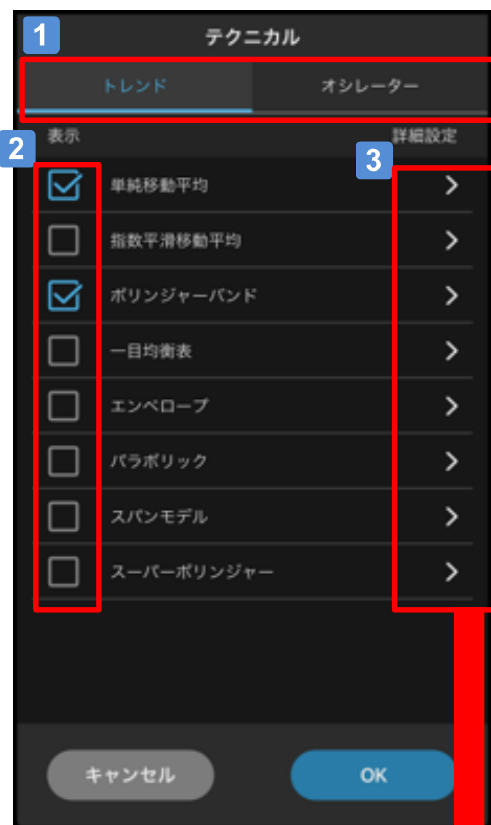 1
テクニカル
トレンド オシレーター
2 表示 詳細設定
3
単純移動平均
指数平滑移動平均
ボリンジャーバンド
一目均衡表
エンベロープ
パラボリック
スパンモデル
スーパーボリンジャー
キャンセル OK